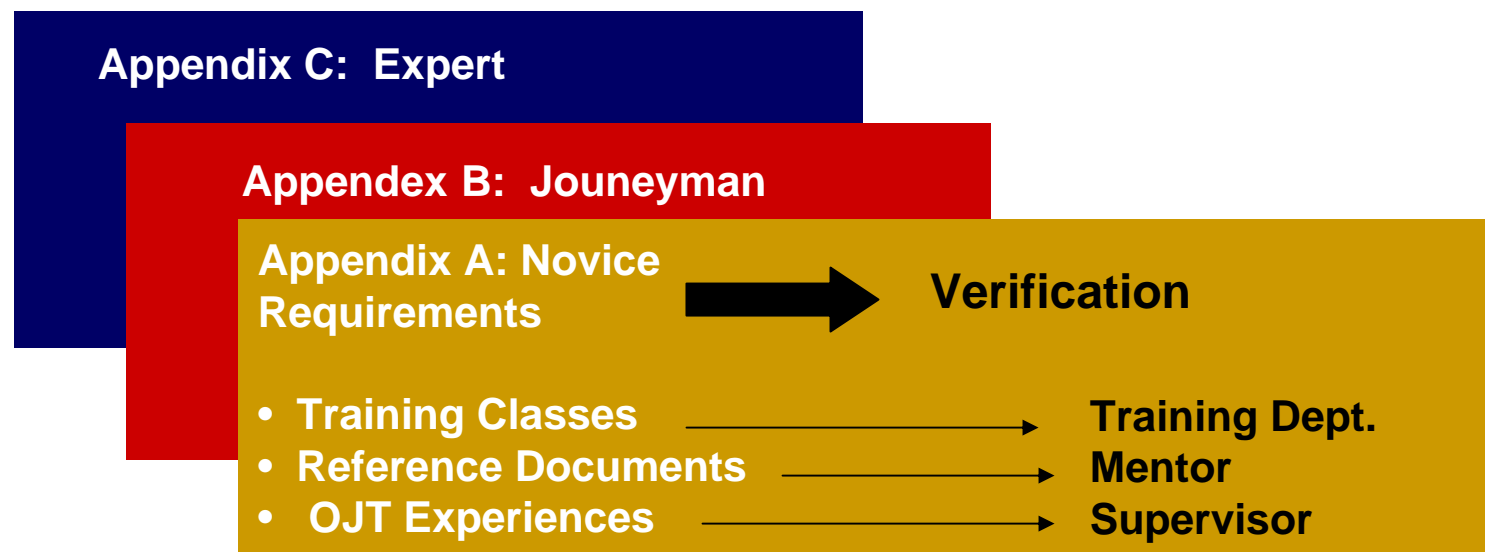 Appendix C:  Expert
Appendex B:  Jouneyman
Appendix A: Novice
Requirements
Verification
• Training Classes
Training Dept.
• Reference Documents
Mentor
• OJT Experiences
Supervisor